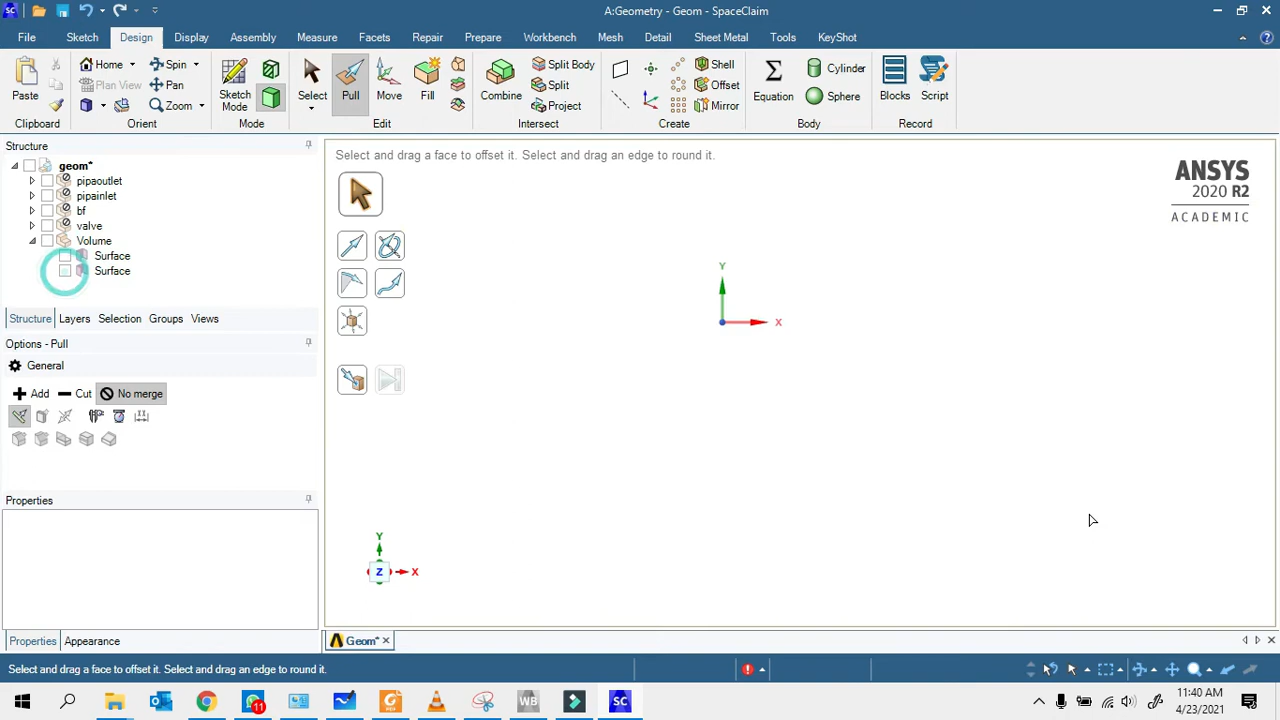 A:Geometry - Geom - SpaceClaim
File Sketch Design Display Assembly Measure Facets Repair Prepare Workbench Mesh Detail Sheet Metal Tools KeyShot
Paste
Clipboard
Home Spin
Plan View Pan
Zoom
Orient
Sketch Mode
Mode
Select Pull Move Fill
Edit
Combine
Split Body
Split
Project
Intersect
Shell
Offset
Mirror
Create
Equation
Cylinder
Sphere
Body
Blocks Script
Record
Structure
geom*
pipaoutlet
pipainlet
bf
valve
Volume
Surface
Surface
Structure Layers Selection Groups Views
Options - Pull
General
Add Cut No merge
Properties
Properties Appearance
Select and drag a face to offset it. Select and drag an edge to round it.
ANSYS
2020 R2
ACADEMIC
Y
X
Y
Z X
Geom*
Select and drag a face to offset it. Select and drag an edge to round it.
SC
11
WB
SC
11:40 AM
4/23/2021